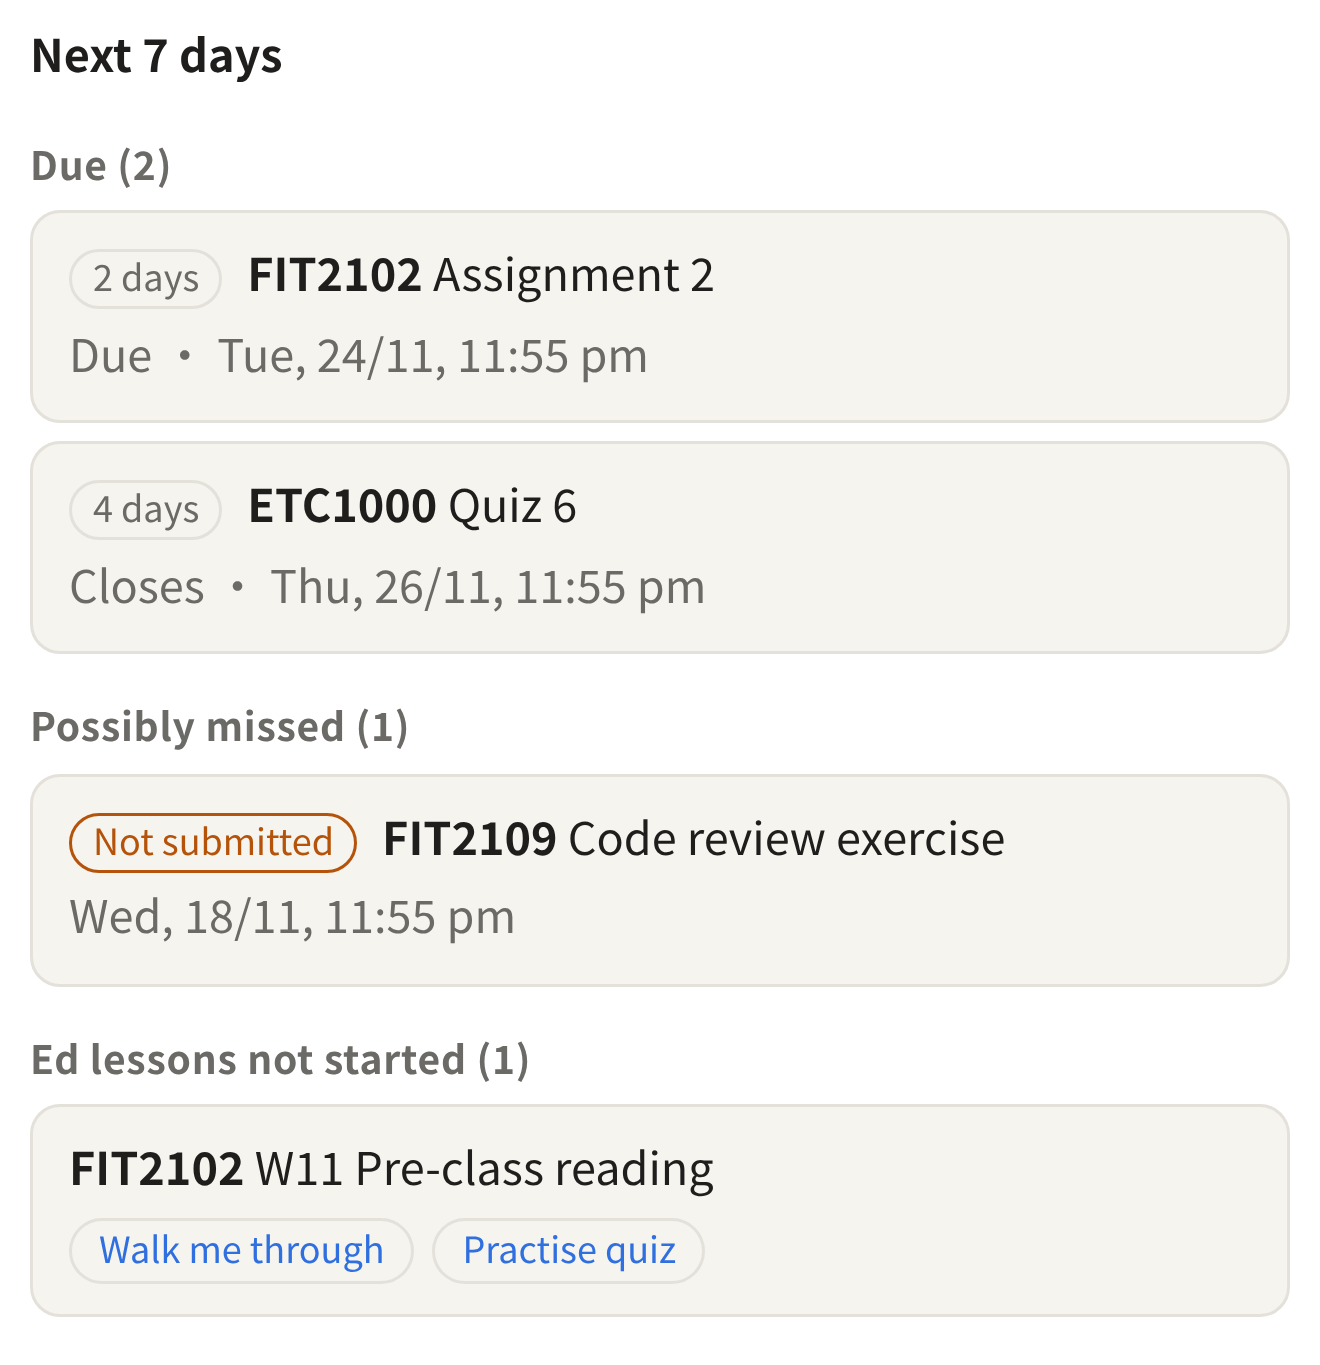 Next 7 days
Due (2)
2 days FIT2102 Assignment 2
Due • Tue, 24/11, 11:55 pm
4 days ETC1000 Quiz 6
Closes • Thu, 26/11, 11:55 pm
Possibly missed (1)
Not submitted FIT2109 Code review exercise
Wed, 18/11, 11:55 pm
Ed lessons not started (1)
FIT2102 W11 Pre-class reading
Walk me through Practise quiz